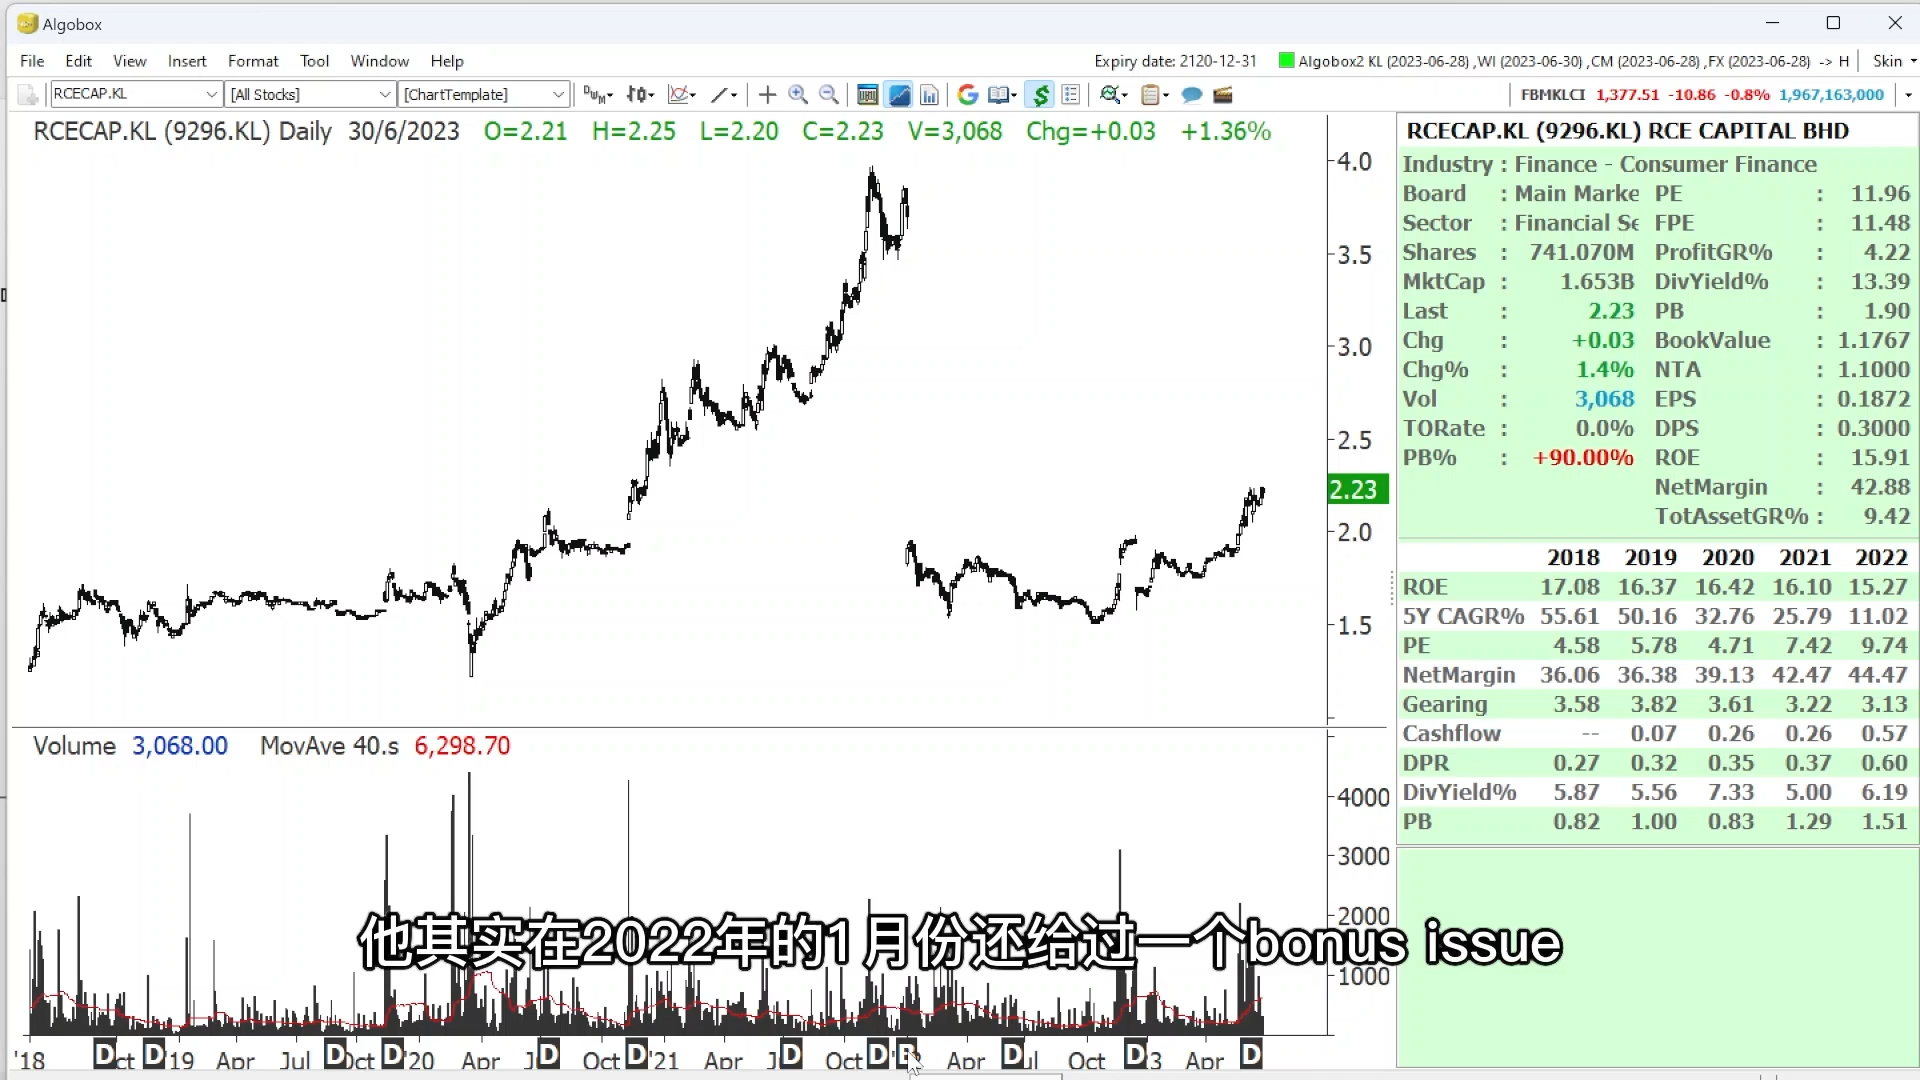 Algobox
File Edit View Insert Format Tool Window Help
Expiry date: 2120-12-31 Algobox2 KL (2023-06-28) ,WI (2023-06-30) ,CM (2023-06-28) ,FX (2023-06-28) -> H Skin
RCECAP.KL [All Stocks] [ChartTemplate]
FBMKLCI 1,377.51 -10.86 -0.8% 1,967,163,000
RCECAP.KL (9296.KL) Daily 30/6/2023 O=2.21 H=2.25 L=2.20 C=2.23 V=3,068 Chg=+0.03 +1.36%
4.0
3.5
3.0
2.5
2.23
2.0
1.5
Volume 3,068.00 MovAve 40.s 6,298.70
4000
3000
2000
1000
他其实在2022年的1月份还给过一个bonus issue
'18 D ct D 19 Apr Jul D Oct D '20 Apr J D Oct D '21 Apr J D Oct D B Apr D ul Oct D 3 Apr D
RCECAP.KL (9296.KL) RCE CAPITAL BHD
Industry : Finance - Consumer Finance
Board : Main Marke PE : 11.96
Sector : Financial Se FPE : 11.48
Shares : 741.070M ProfitGR% : 4.22
MktCap : 1.653B DivYield% : 13.39
Last : 2.23 PB : 1.90
Chg : +0.03 BookValue : 1.1767
Chg% : 1.4% NTA : 1.1000
Vol : 3,068 EPS : 0.1872
TORate : 0.0% DPS : 0.3000
PB% : +90.00% ROE : 15.91
NetMargin : 42.88
TotAssetGR% : 9.42
2018 2019 2020 2021 2022
ROE 17.08 16.37 16.42 16.10 15.27
5Y CAGR% 55.61 50.16 32.76 25.79 11.02
PE 4.58 5.78 4.71 7.42 9.74
NetMargin 36.06 36.38 39.13 42.47 44.47
Gearing 3.58 3.82 3.61 3.22 3.13
Cashflow -- 0.07 0.26 0.26 0.57
DPR 0.27 0.32 0.35 0.37 0.60
DivYield% 5.87 5.56 7.33 5.00 6.19
PB 0.82 1.00 0.83 1.29 1.51